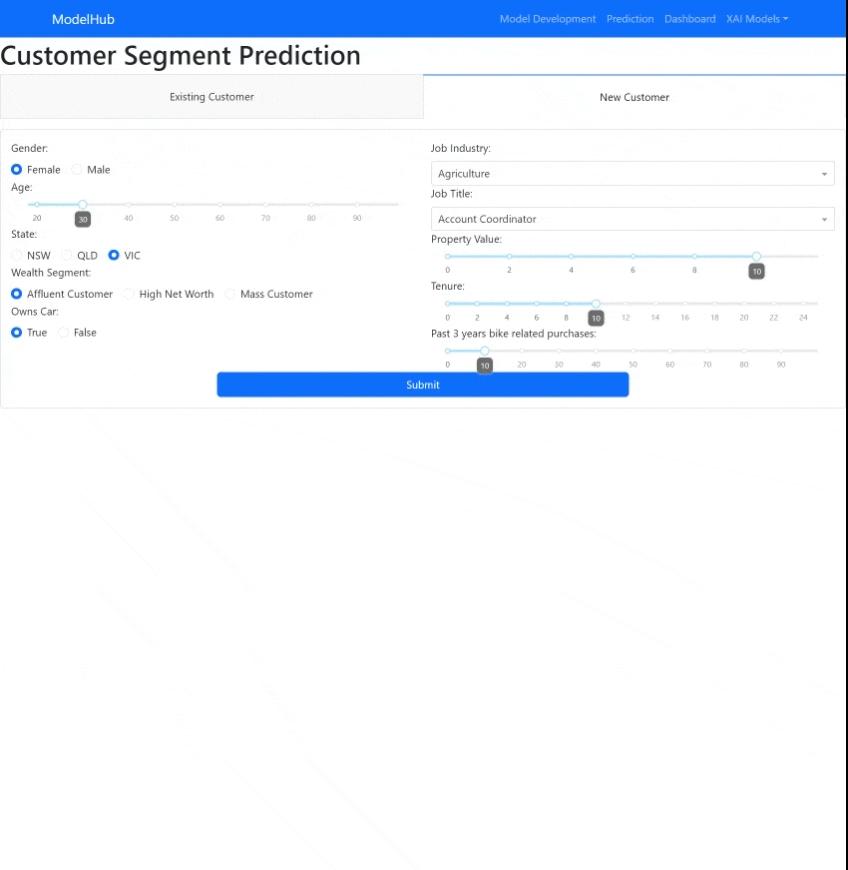 ModelHub
Model Development Prediction Dashboard XAI Models
Customer Segment Prediction
Existing Customer
New Customer
Gender:
Female Male
Age:
20 30 40 50 60 70 80 90
State:
NSW QLD VIC
Wealth Segment:
Affluent Customer High Net Worth Mass Customer
Owns Car:
True False
Job Industry:
Agriculture
Job Title:
Account Coordinator
Property Value:
0 2 4 6 8 10
Tenure:
0 2 4 6 8 10 12 14 16 18 20 22 24
Past 3 years bike related purchases:
0 10 20 30 40 50 60 70 80 90
Submit